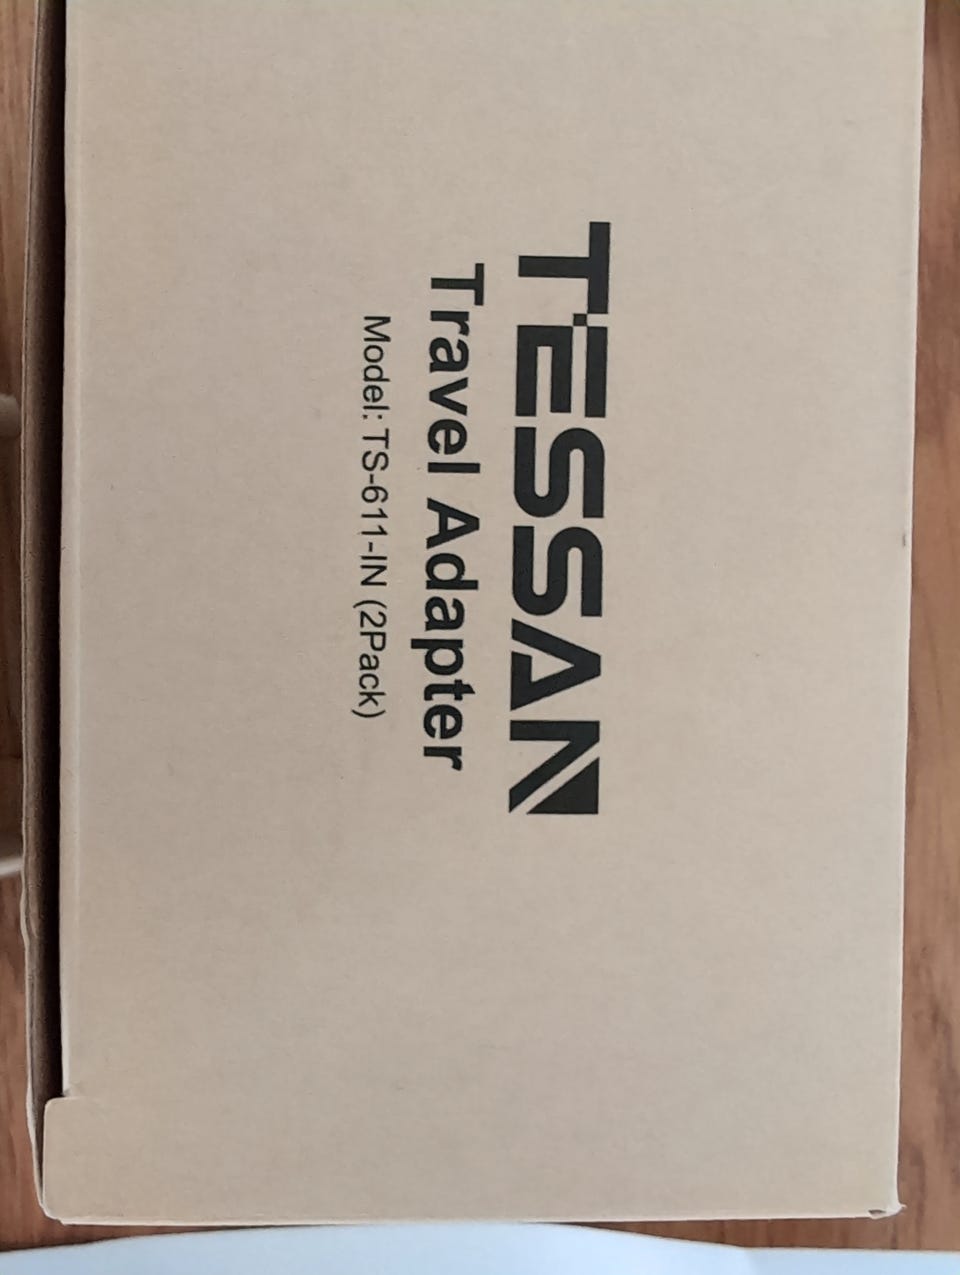 TESSAN
Travel Adapter
Model: TS-611-IN (2Pack)